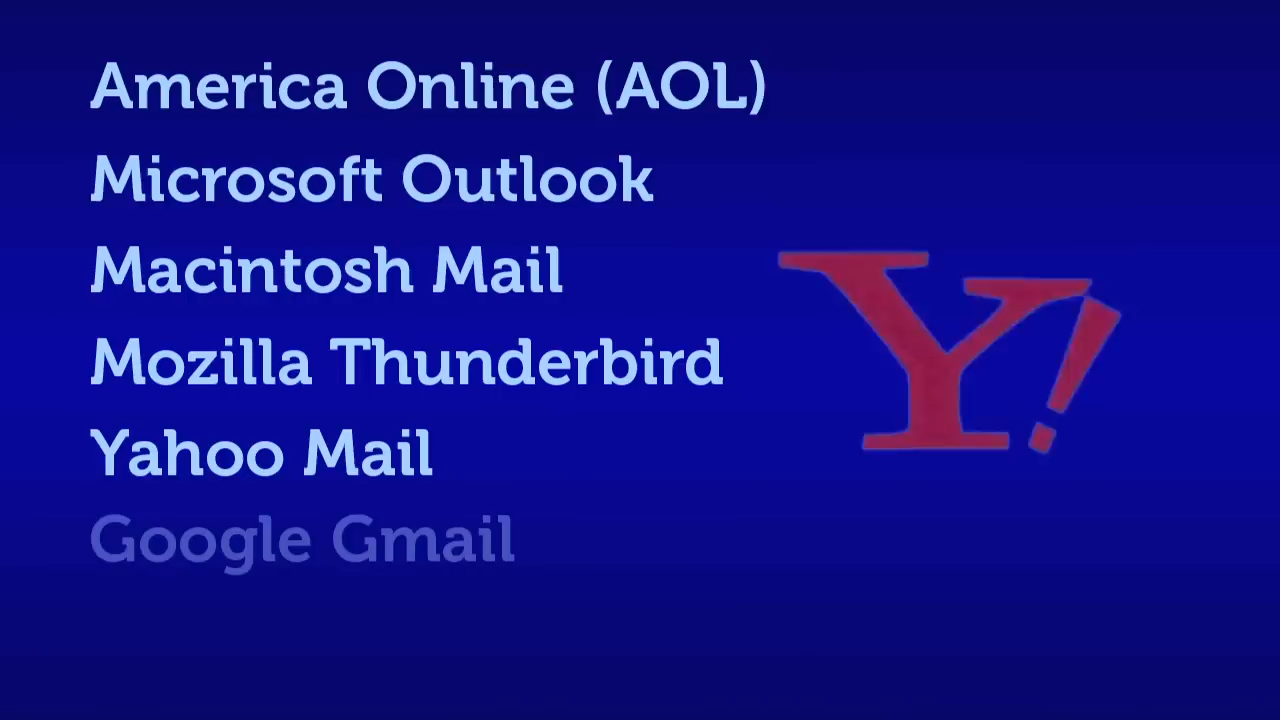 America Online (AOL)
Microsoft Outlook
Macintosh Mail
Mozilla Thunderbird
Yahoo Mail
Google Gmail
Y!